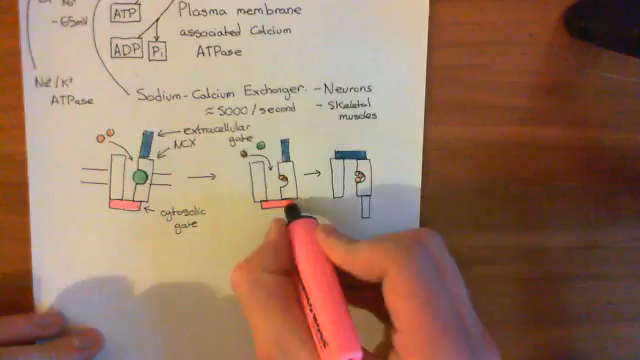 -65mV
ATP
ADP
Pi
Plasma membrane
associated Calcium
ATPase
Na+/K+
ATPase
Sodium-Calcium Exchanger
≈5000/second
- Neurons
- Skeletal
muscles
extracellular
gate
NCX
cytosolic
gate